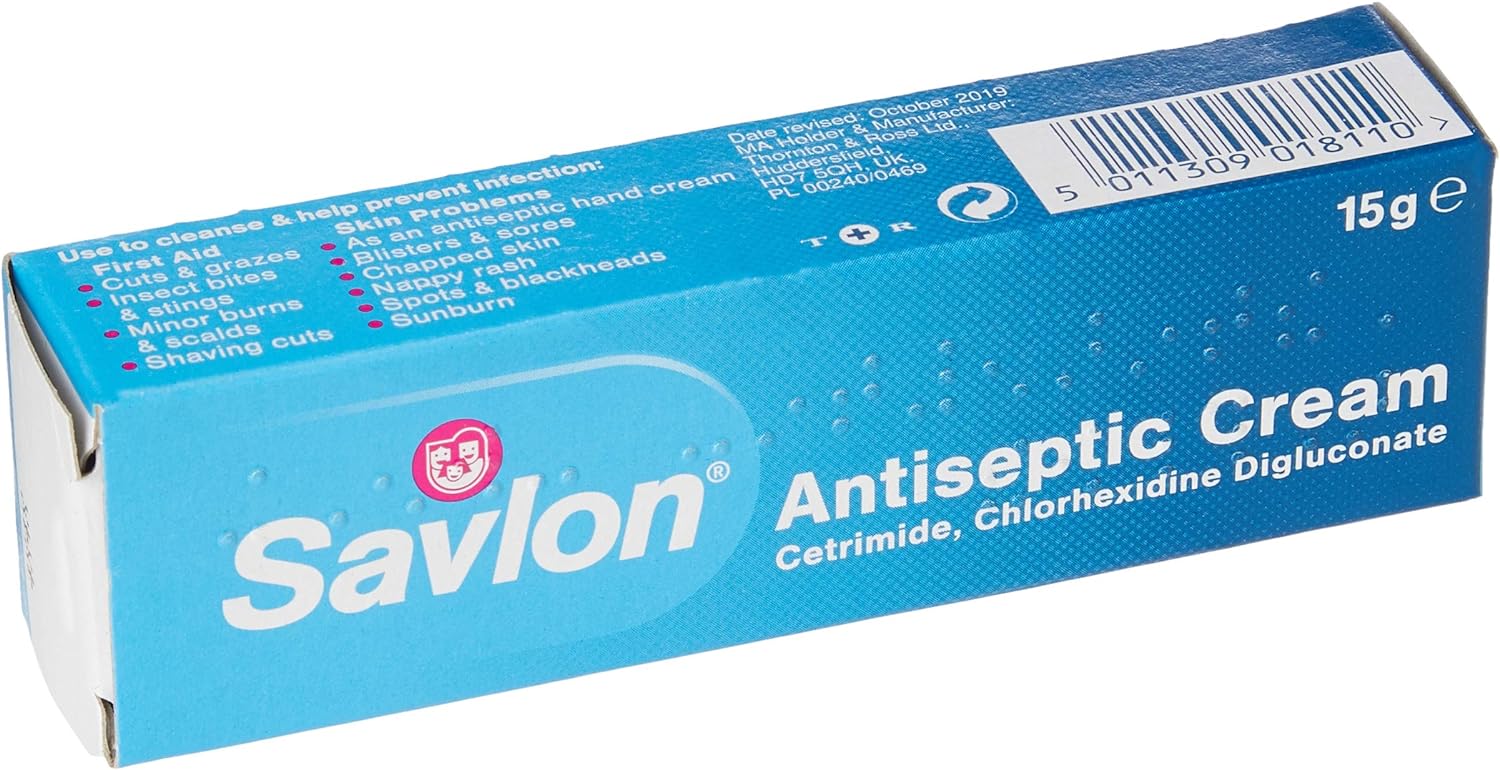 Use to cleanse & help prevent infection:
First Aid
Cuts & grazes
Insect bites
& stings
Minor burns
& scalds
Shaving cuts
Skin Problems
As an antiseptic hand cream
Blisters & sores
Chapped skin
Nappy rash
Spots & blackheads
Sunburn
Date revised: October 2019
MA Holder & Manufacturer:
Thornton & Ross Ltd.,
Huddersfield,
HD7 5QH, UK.
PL 00240/0469
T R
5 011309 018110 >
15g e
Savlon®
Antiseptic Cream
Cetrimide, Chlorhexidine Digluconate